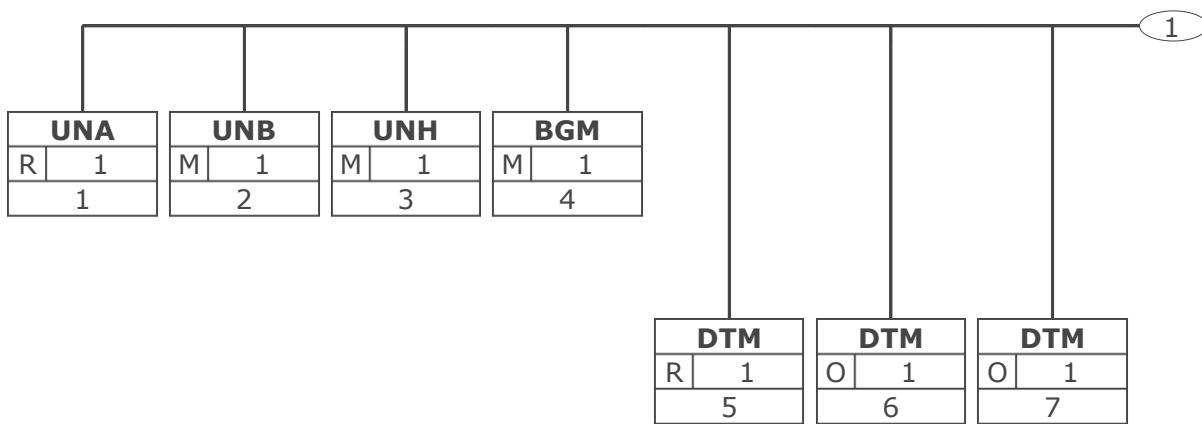 1
UNA UNB UNH BGM
R 1 M 1 M 1 M 1
1 2 3 4
DTM DTM DTM
R 1 O 1 O 1
5 6 7